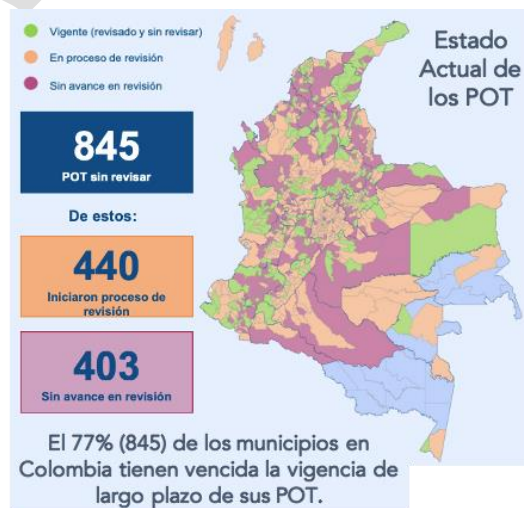 Vigente (revisado y sin revisar)
En proceso de revisión
Sin avance en revisión
Estado
Actual de
los POT
845
POT sin revisar
De estos:
440
Iniciaron proceso de
revisión
403
Sin avance en revisión
El 77% (845) de los municipios en
Colombia tienen vencida la vigencia de
largo plazo de sus POT.